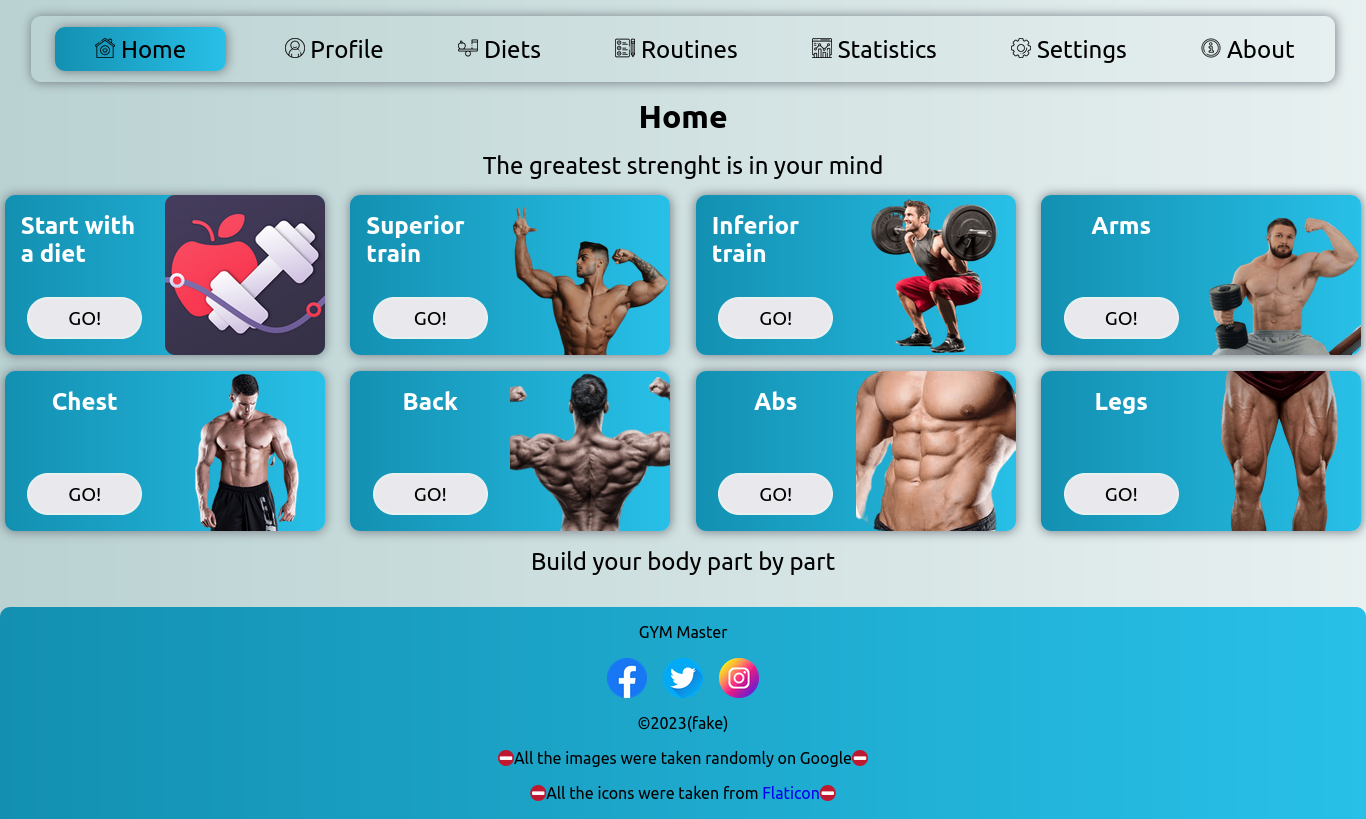 Home Profile Diets Routines Statistics Settings About
Home
The greatest strenght is in your mind
Start with
a diet
GO!
Superior
train
GO!
Inferior
train
GO!
Arms
GO!
Chest
GO!
Back
GO!
Abs
GO!
Legs
GO!
Build your body part by part
GYM Master
©2023(fake)
⛔All the images were taken randomly on Google⛔
⛔All the icons were taken from Flaticon⛔